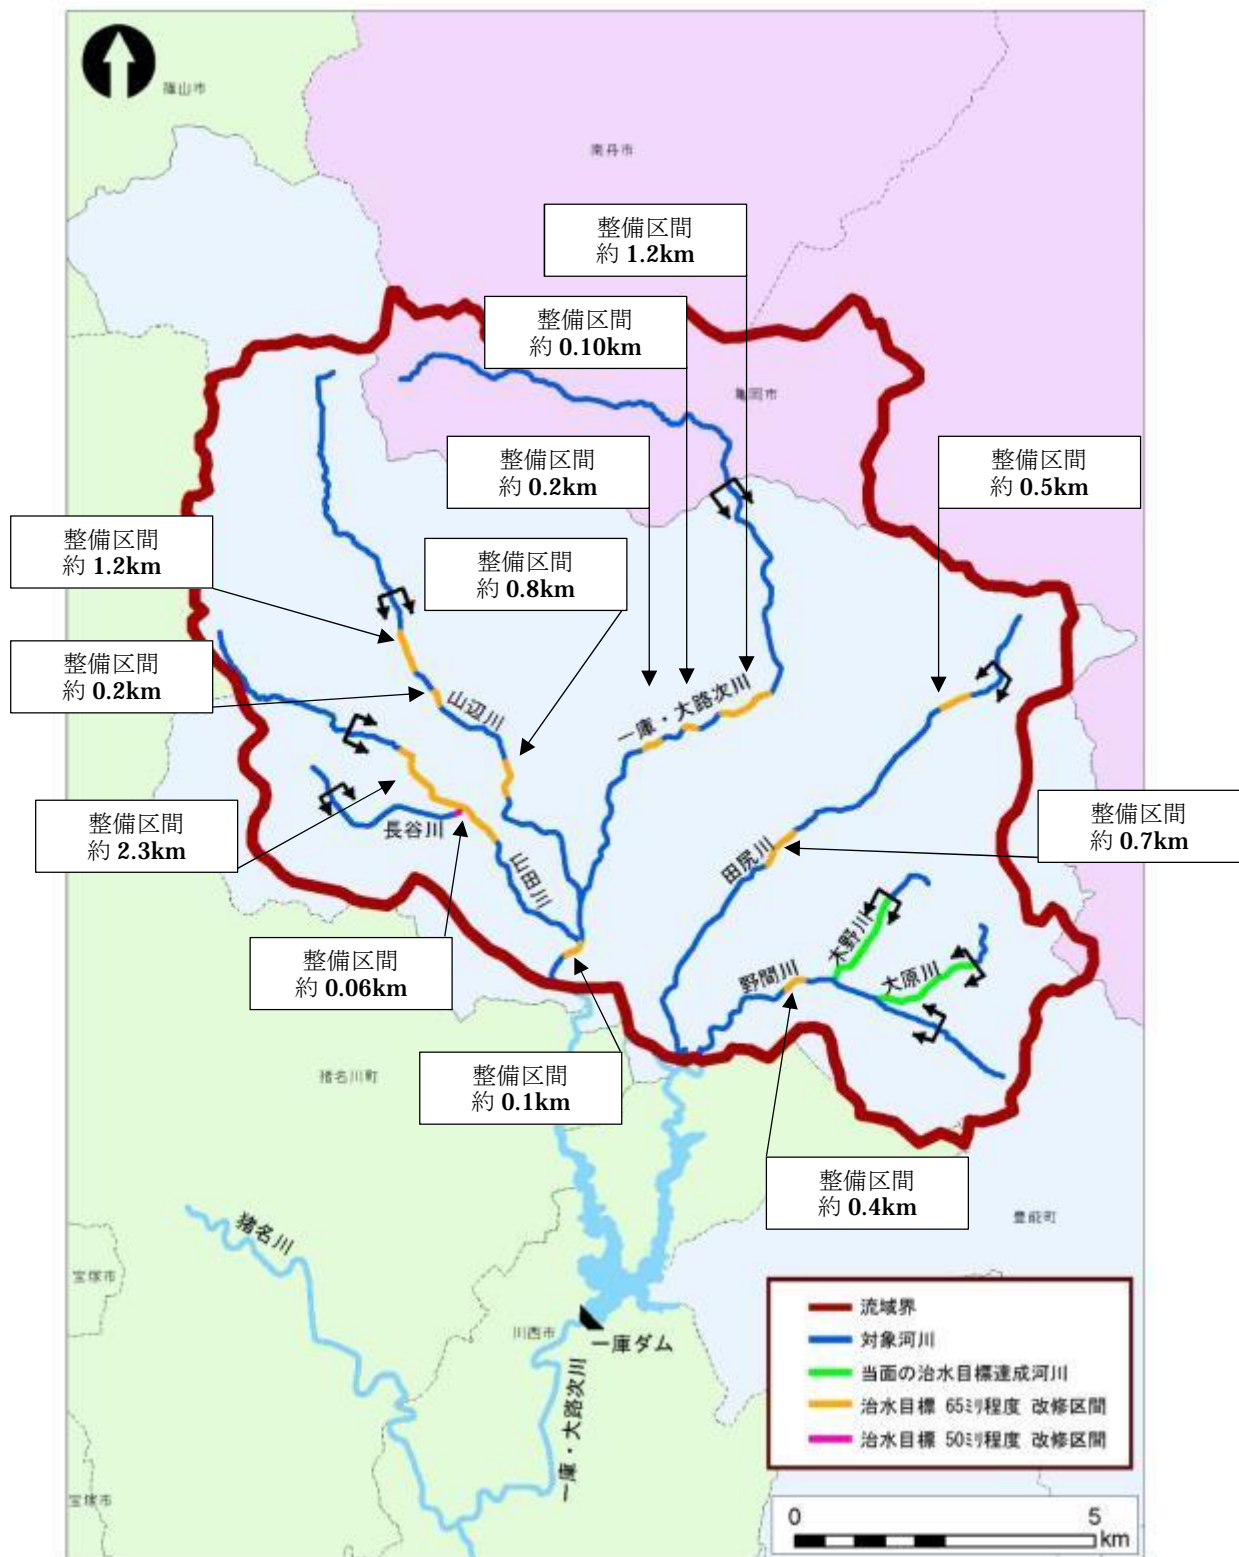 篠山市
南丹市
整備区間
約 1.2km
整備区間
約 0.10km
亀岡市
整備区間
約 0.2km
整備区間
約 0.5km
整備区間
約 1.2km
整備区間
約 0.8km
整備区間
約 0.2km
山辺川
一庫・大路次川
整備区間
約 2.3km
長谷川
山田川
田尻川
整備区間
約 0.7km
整備区間
約 0.06km
野間川
木野川
大原川
整備区間
約 0.1km
猪名川町
整備区間
約 0.4km
豊能町
猪名川
宝塚市
川西市
一庫ダム
一庫・大路次川
宝塚市
流域界
対象河川
当面の治水目標達成河川
治水目標 65ミリ程度 改修区間
治水目標 50ミリ程度 改修区間
0 5
km